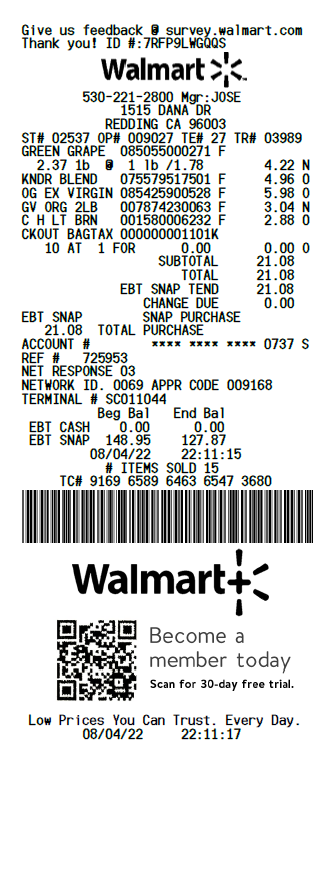 Give us feedback @ survey.walmart.com
Thank you! ID #:7RFP9LWGQQS
Walmart
530-221-2800 Mgr:JOSE
1515 DANA DR
REDDING CA 96003
ST# 02537 OP# 009027 TE# 27 TR# 03989
GREEN GRAPE 085055000271 F
2.37 lb @ 1 lb /1.78 4.22 N
KNDR BLEND 075579517501 F 4.96 O
OG EX VIRGIN 085425900528 F 5.98 O
GV ORG 2LB 007874230063 F 3.04 N
C H LT BRN 001580006232 F 2.88 O
CKOUT BAGTAX 000000001101K
10 AT 1 FOR 0.00 0.00 O
SUBTOTAL 21.08
TOTAL 21.08
EBT SNAP TEND 21.08
CHANGE DUE 0.00
EBT SNAP SNAP PURCHASE
21.08 TOTAL PURCHASE
ACCOUNT # **** **** **** 0737 S
REF # 725953
NET RESPONSE 03
NETWORK ID. 0069 APPR CODE 009168
TERMINAL # SC011044
Beg Bal End Bal
EBT CASH 0.00 0.00
EBT SNAP 148.95 127.87
08/04/22 22:11:15
# ITEMS SOLD 15
TC# 9169 6589 6463 6547 3680
Walmart+
Become a
member today
Scan for 30-day free trial.
Low Prices You Can Trust. Every Day.
08/04/22 22:11:17